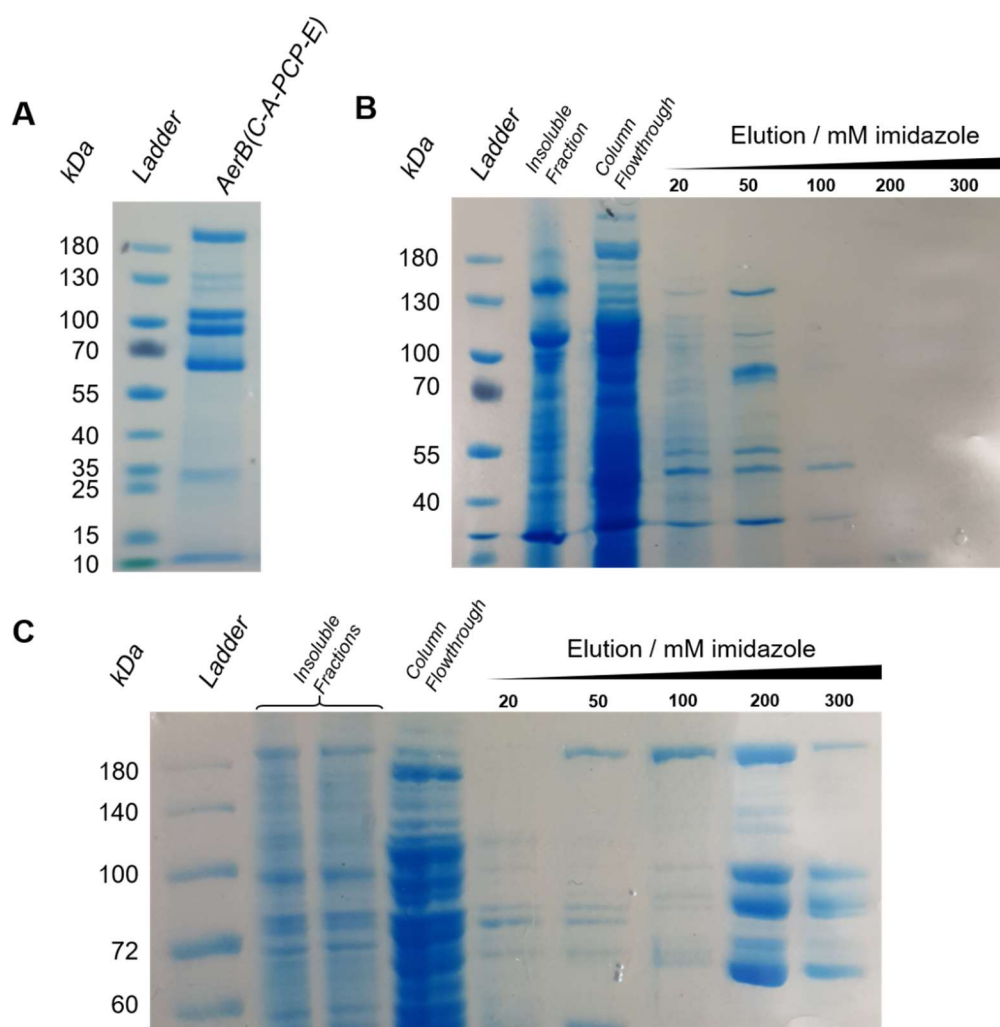 A
kDa
Ladder
AerB(C-A-PCP-E)
180
130
100
70
55
40
35
25
15
10
B
kDa
Ladder
Insoluble
Fraction
Column
Flowthrough
Elution / mM imidazole
20 50 100 200 300
180
130
100
70
55
40
C
kDa
Ladder
Insoluble
Fractions
Column
Flowthrough
Elution / mM imidazole
20 50 100 200 300
180
140
100
72
60